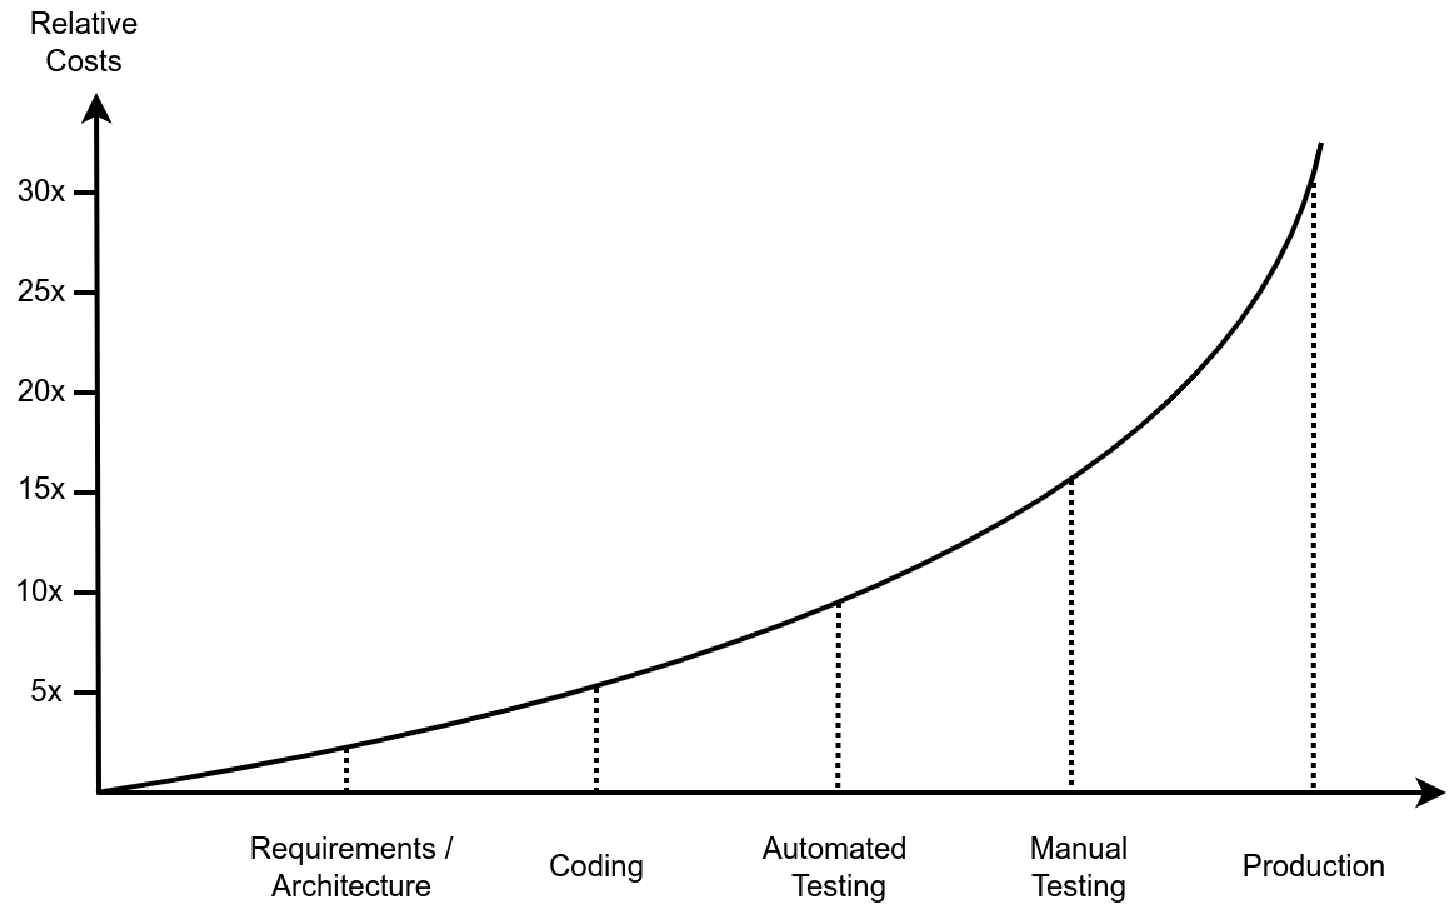 Relative
Costs
30x
25x
20x
15x
10x
5x
Requirements /
Architecture
Coding
Automated
Testing
Manual
Testing
Production